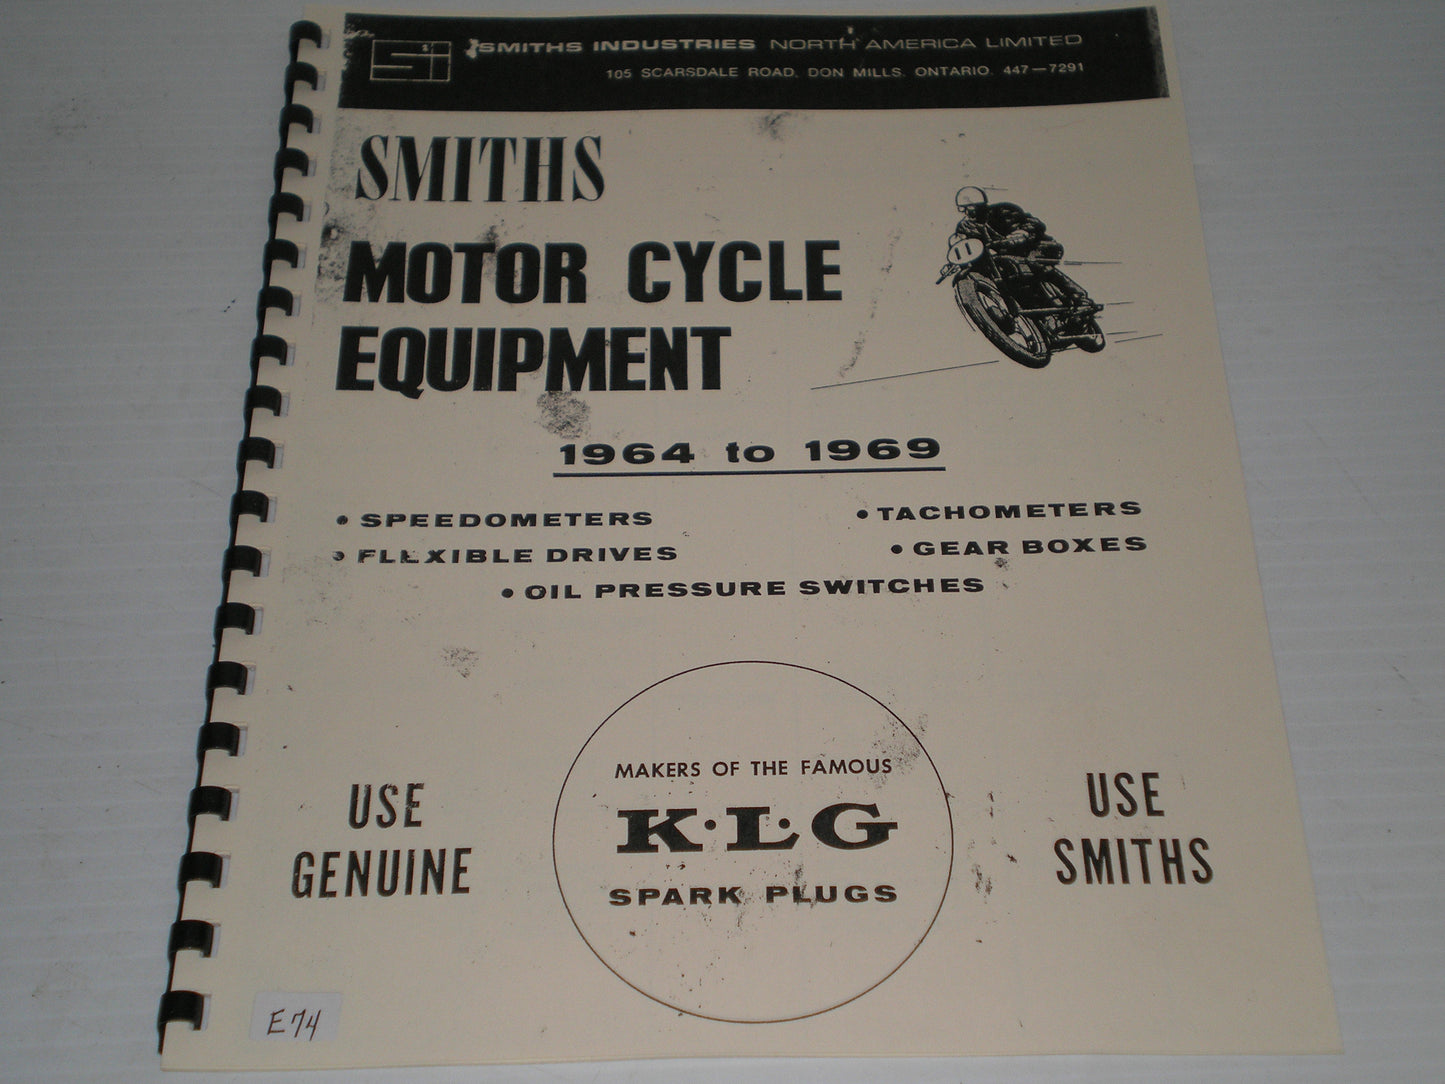 Si
SMITHS INDUSTRIES NORTH AMERICA LIMITED
105 SCARSDALE ROAD. DON MILLS. ONTARIO. 447—7291
SMITHS
MOTOR CYCLE
EQUIPMENT
11
1964 to 1969
• SPEEDOMETERS
• TACHOMETERS
• FLEXIBLE DRIVES
• GEAR BOXES
• OIL PRESSURE SWITCHES
USE
GENUINE
MAKERS OF THE FAMOUS
K·L·G
SPARK PLUGS
USE
SMITHS
E74